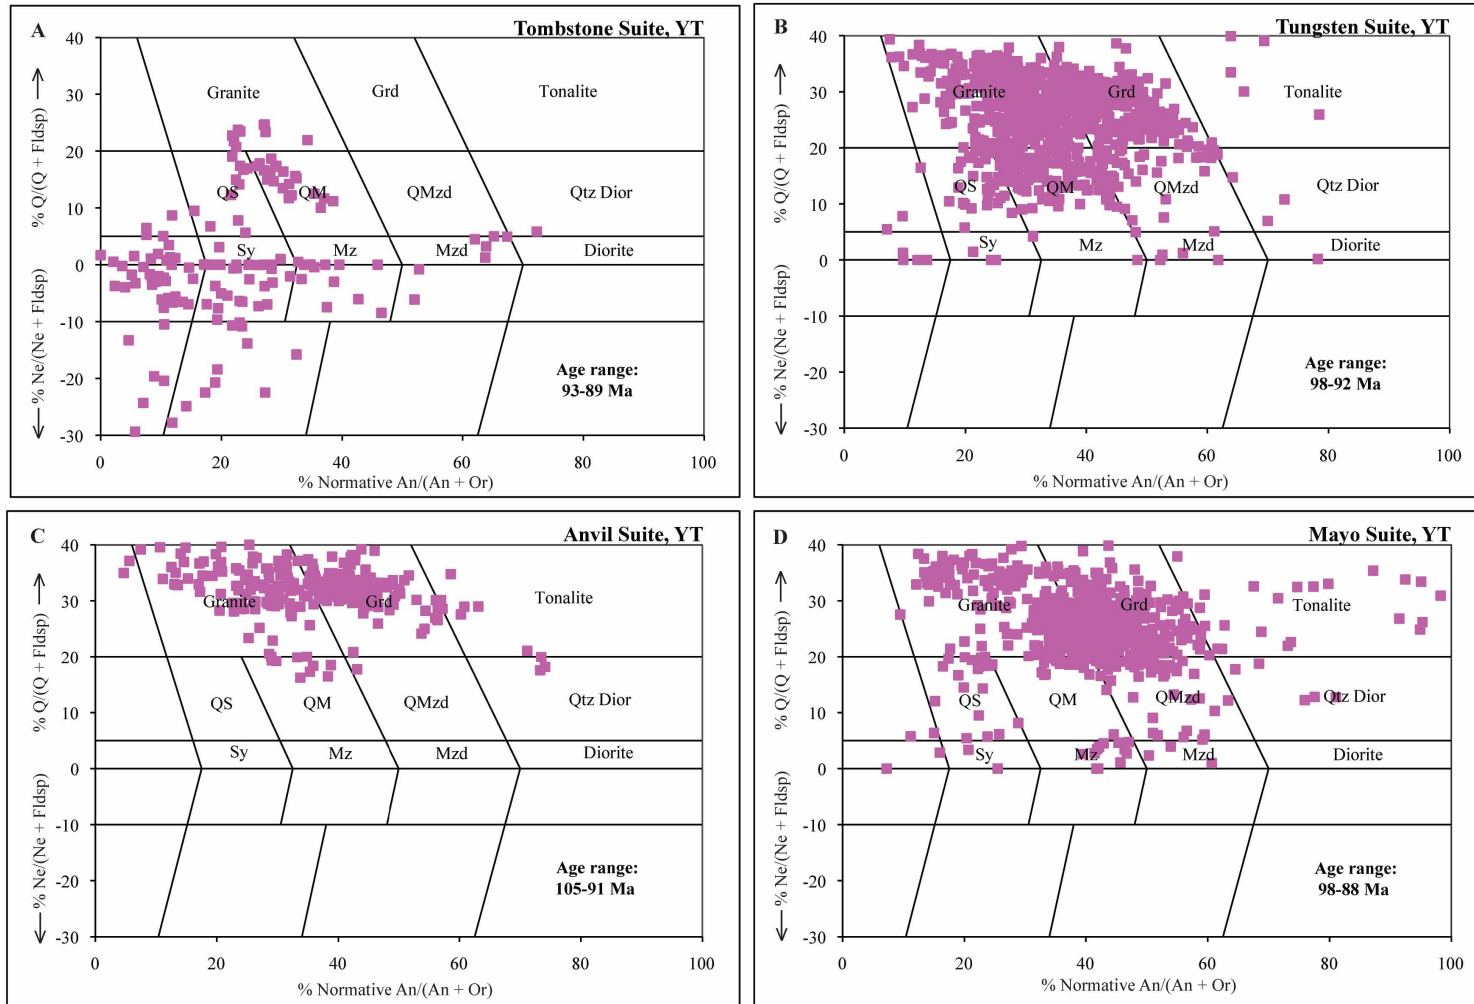 A
Tombstone Suite, YT
40
30
20
10
0
-10
-20
-30
% Q/(Q + Fldsp)
% Ne/(Ne + Fldsp)
Granite
Grd
Tonalite
QS
QM
QMzd
Qtz Dior
Sy
Mz
Mzd
Diorite
Age range:
93-89 Ma
0 20 40 60 80 100
% Normative An/(An + Or)
B
Tungsten Suite, YT
40
30
20
10
0
-10
-20
-30
% Q/(Q + Fldsp)
% Ne/(Ne + Fldsp)
Granite
Grd
Tonalite
QS
QM
QMzd
Qtz Dior
Sy
Mz
Mzd
Diorite
Age range:
98-92 Ma
0 20 40 60 80 100
% Normative An/(An + Or)
C
Anvil Suite, YT
40
30
20
10
0
-10
-20
-30
% Q/(Q + Fldsp)
% Ne/(Ne + Fldsp)
Granite
Grd
Tonalite
QS
QM
QMzd
Qtz Dior
Sy
Mz
Mzd
Diorite
Age range:
105-91 Ma
0 20 40 60 80 100
% Normative An/(An + Or)
D
Mayo Suite, YT
40
30
20
10
0
-10
-20
-30
% Q/(Q + Fldsp)
% Ne/(Ne + Fldsp)
Granite
Grd
Tonalite
QS
QM
QMzd
Qtz Dior
Sy
Mz
Mzd
Diorite
Age range:
98-88 Ma
0 20 40 60 80 100
% Normative An/(An + Or)